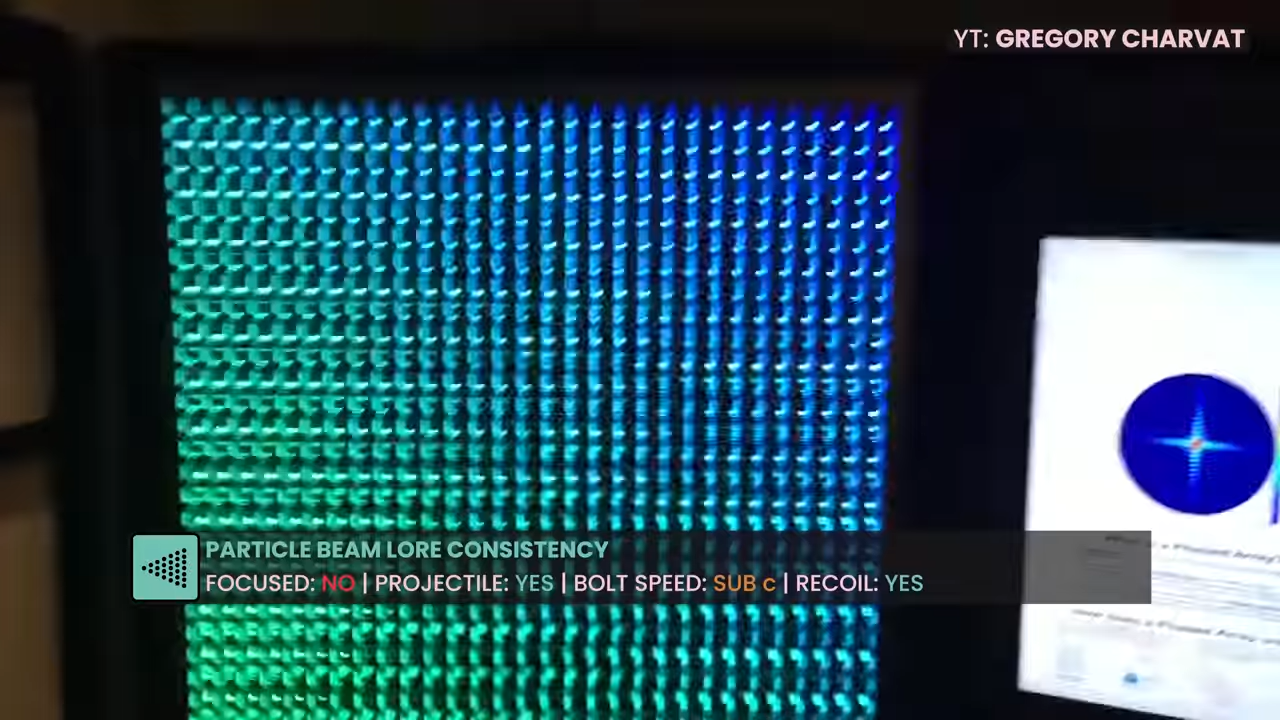 YT: GREGORY CHARVAT
PARTICLE BEAM LORE CONSISTENCY
FOCUSED: NO | PROJECTILE: YES | BOLT SPEED: SUB c | RECOIL: YES